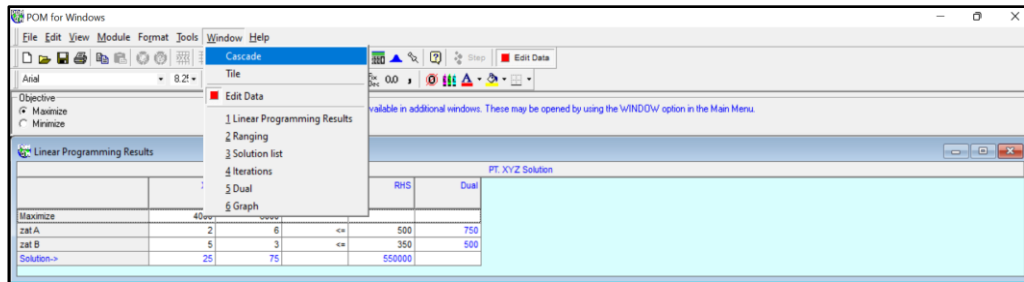 POM for Windows
File Edit View Module Format Tools Window Help
Step Edit Data
Arial 8.2! 0.0 ,
Cascade
Tile
Edit Data
1 Linear Programming Results
2 Ranging
3 Solution list
4 Iterations
5 Dual
6 Graph
Objective
Maximize
Minimize
vailable in additional windows. These may be opened by using the WINDOW option in the Main Menu.
Linear Programming Results
PT. XYZ Solution
RHS Dual
Maximize
zat A 2 6 <= 500 750
zat B 5 3 <= 350 500
Solution-> 25 75 550000